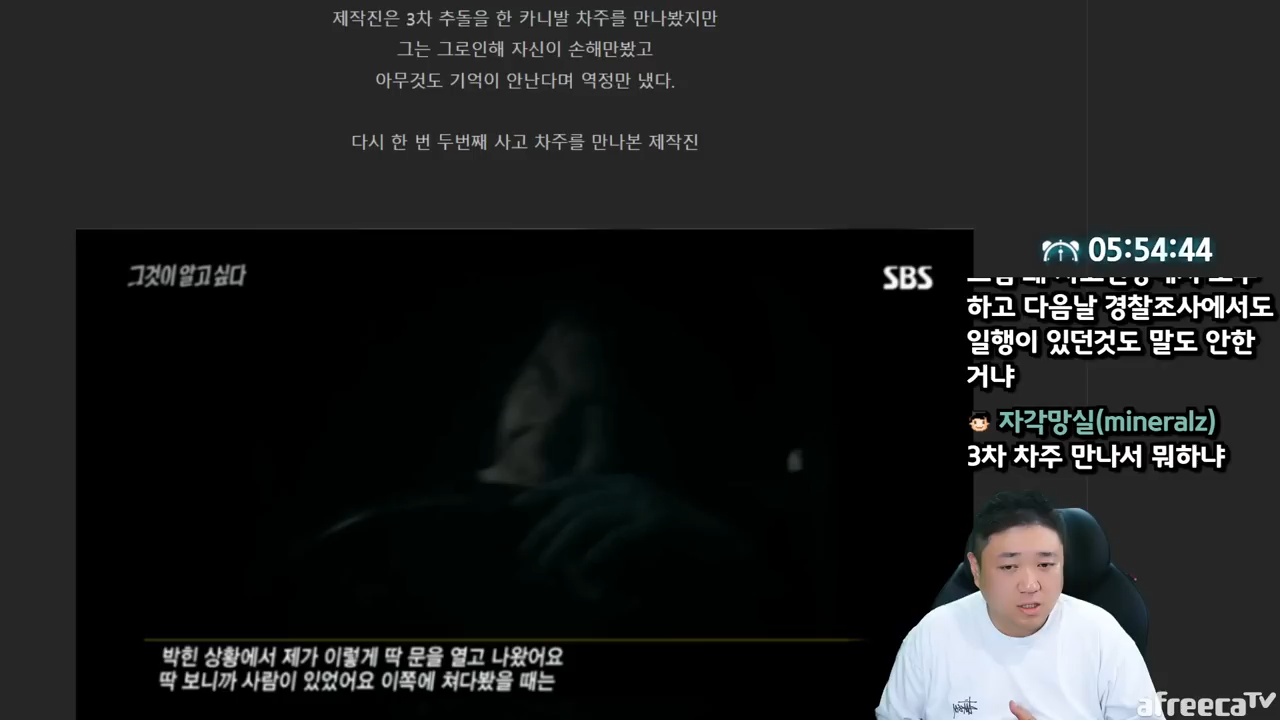 제작진은 3차 추돌을 한 카니발 차주를 만나봤지만
그는 그로인해 자신이 손해만봤고
아무것도 기억이 안난다며 역정만 냈다.
다시 한 번 두번째 사고 차주를 만나본 제작진
그것이 알고 싶다
SBS
05:54:44
하고 다음날 경찰조사에서도
일행이 있던것도 말도 안한
거냐
자각망실(mineralz)
3차 차주 만나서 뭐하냐
박힌 상황에서 제가 이렇게 딱 문을 열고 나왔어요
딱 보니까 사람이 있었어요 이쪽에 쳐다봤을 때는
afreecaTV